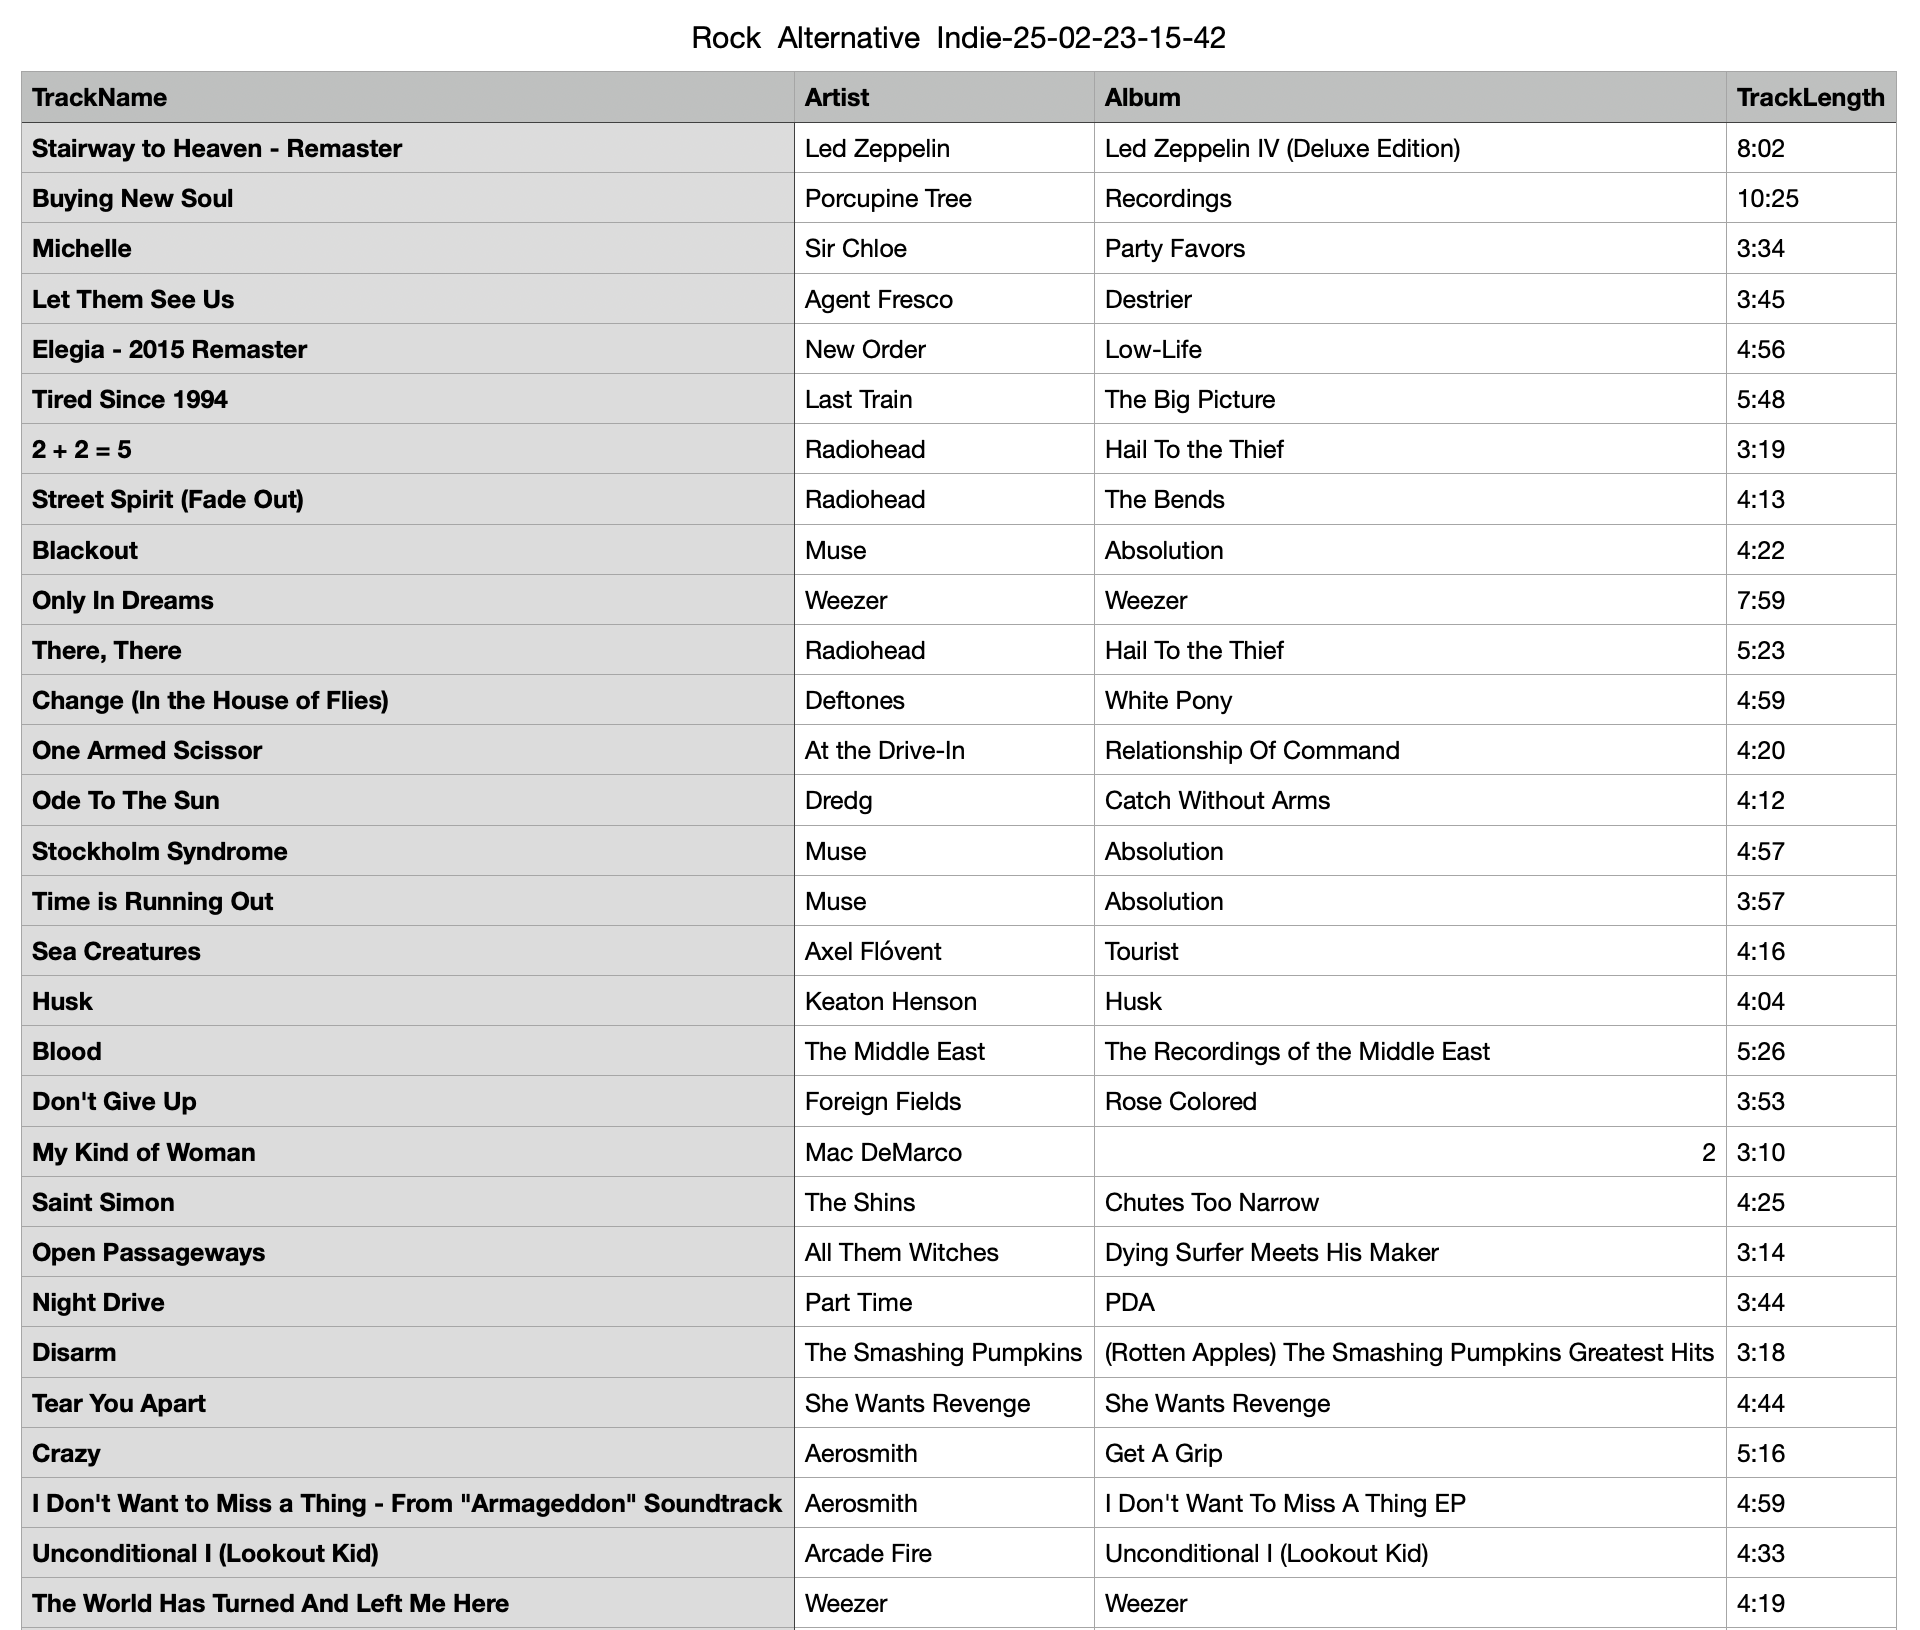 Rock Alternative Indie-25-02-23-15-42
TrackName Artist Album TrackLength
Stairway to Heaven - Remaster Led Zeppelin Led Zeppelin IV (Deluxe Edition) 8:02
Buying New Soul Porcupine Tree Recordings 10:25
Michelle Sir Chloe Party Favors 3:34
Let Them See Us Agent Fresco Destrier 3:45
Elegia - 2015 Remaster New Order Low-Life 4:56
Tired Since 1994 Last Train The Big Picture 5:48
2 + 2 = 5 Radiohead Hail To the Thief 3:19
Street Spirit (Fade Out) Radiohead The Bends 4:13
Blackout Muse Absolution 4:22
Only In Dreams Weezer Weezer 7:59
There, There Radiohead Hail To the Thief 5:23
Change (In the House of Flies) Deftones White Pony 4:59
One Armed Scissor At the Drive-In Relationship Of Command 4:20
Ode To The Sun Dredg Catch Without Arms 4:12
Stockholm Syndrome Muse Absolution 4:57
Time is Running Out Muse Absolution 3:57
Sea Creatures Axel Flóvent Tourist 4:16
Husk Keaton Henson Husk 4:04
Blood The Middle East The Recordings of the Middle East 5:26
Don't Give Up Foreign Fields Rose Colored 3:53
My Kind of Woman Mac DeMarco 2 3:10
Saint Simon The Shins Chutes Too Narrow 4:25
Open Passageways All Them Witches Dying Surfer Meets His Maker 3:14
Night Drive Part Time PDA 3:44
Disarm The Smashing Pumpkins (Rotten Apples) The Smashing Pumpkins Greatest Hits 3:18
Tear You Apart She Wants Revenge She Wants Revenge 4:44
Crazy Aerosmith Get A Grip 5:16
I Don't Want to Miss a Thing - From "Armageddon" Soundtrack Aerosmith I Don't Want To Miss A Thing EP 4:59
Unconditional I (Lookout Kid) Arcade Fire Unconditional I (Lookout Kid) 4:33
The World Has Turned And Left Me Here Weezer Weezer 4:19